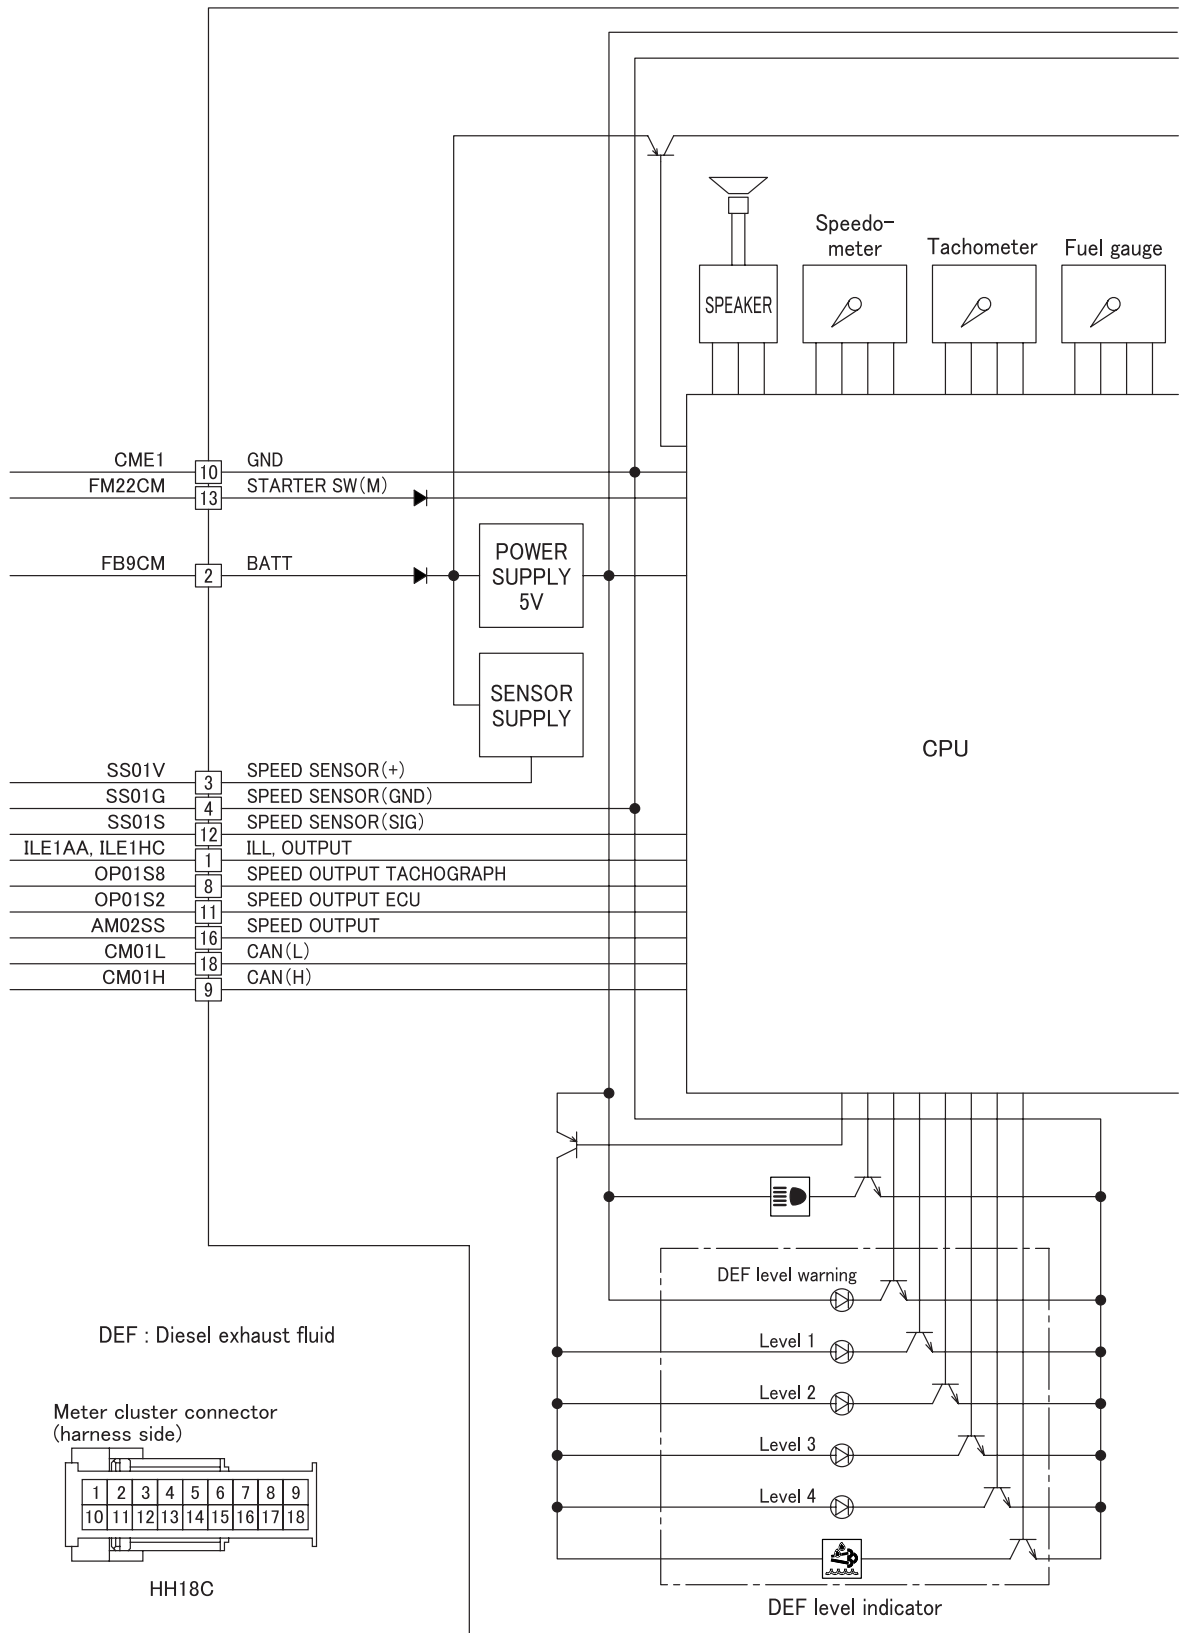 Speedo-
meter
Tachometer
Fuel gauge
SPEAKER
CME1 10 GND
FM22CM 13 STARTER SW(M)
FB9CM 2 BATT
POWER
SUPPLY
5V
SENSOR
SUPPLY
CPU
SS01V 3 SPEED SENSOR(+)
SS01G 4 SPEED SENSOR(GND)
SS01S 12 SPEED SENSOR(SIG)
ILE1AA, ILE1HC 1 ILL, OUTPUT
OP01S8 8 SPEED OUTPUT TACHOGRAPH
OP01S2 11 SPEED OUTPUT ECU
AM02SS 16 SPEED OUTPUT
CM01L 18 CAN(L)
CM01H 9 CAN(H)
DEF level warning
Level 1
Level 2
Level 3
Level 4
DEF level indicator
DEF : Diesel exhaust fluid
Meter cluster connector
(harness side)
1 2 3 4 5 6 7 8 9
10 11 12 13 14 15 16 17 18
HH18C